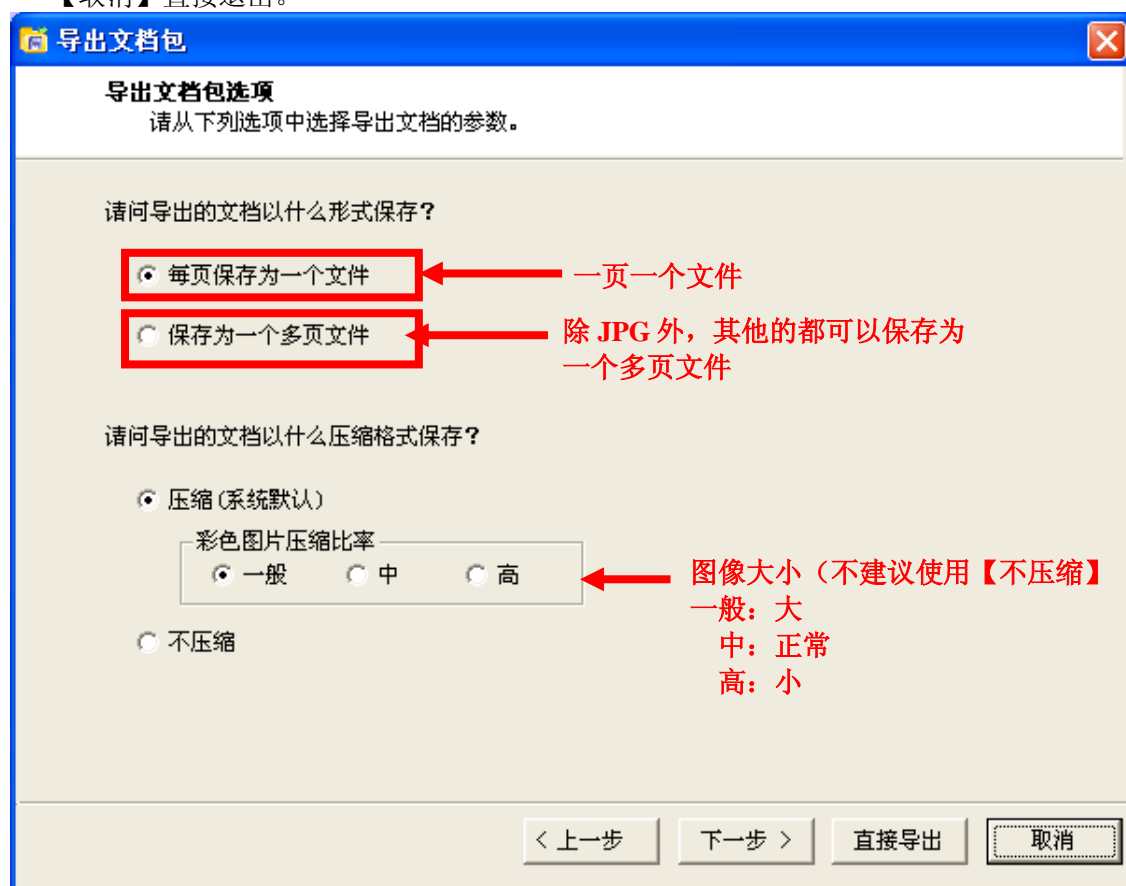 【取消】直接退出。
导出文档包
导出文档包选项
请从下列选项中选择导出文档的参数。
请问导出的文档以什么形式保存？
每页保存为一个文件
一页一个文件
保存为一个多页文件
除 JPG 外，其他的都可以保存为
一个多页文件
请问导出的文档以什么压缩格式保存？
压缩(系统默认)
彩色图片压缩比率
一般 中 高
图像大小（不建议使用【不压缩】
一般：大
不压缩
中：正常
高：小
< 上一步 下一步 > 直接导出 取消